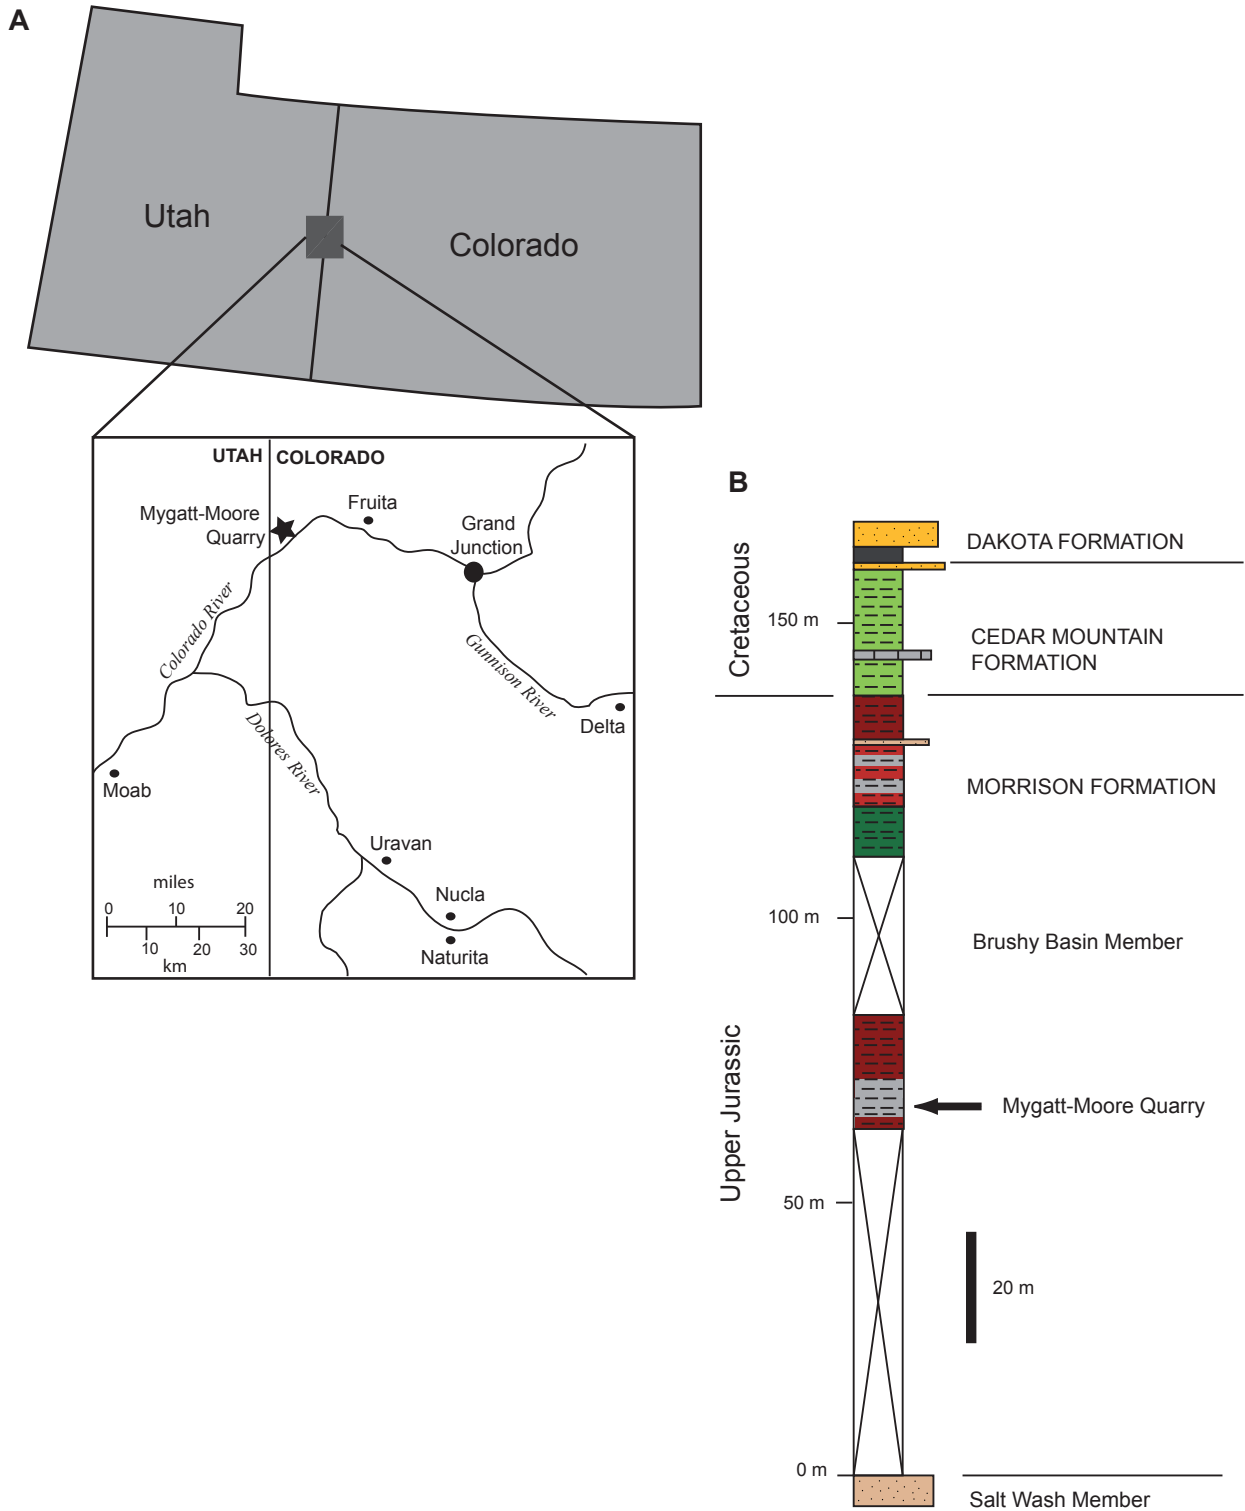 A
Utah
Colorado
UTAH
COLORADO
Mygatt-Moore
Quarry
Fruita
Grand
Junction
Colorado River
Gunnison River
Delta
Dolores River
Moab
Uravan
Nucla
Naturita
miles
0 10 20
10 20 30
km
B
Cretaceous
Upper Jurassic
DAKOTA FORMATION
150 m
CEDAR MOUNTAIN
FORMATION
MORRISON FORMATION
100 m
Brushy Basin Member
Mygatt-Moore Quarry
50 m
20 m
0 m
Salt Wash Member